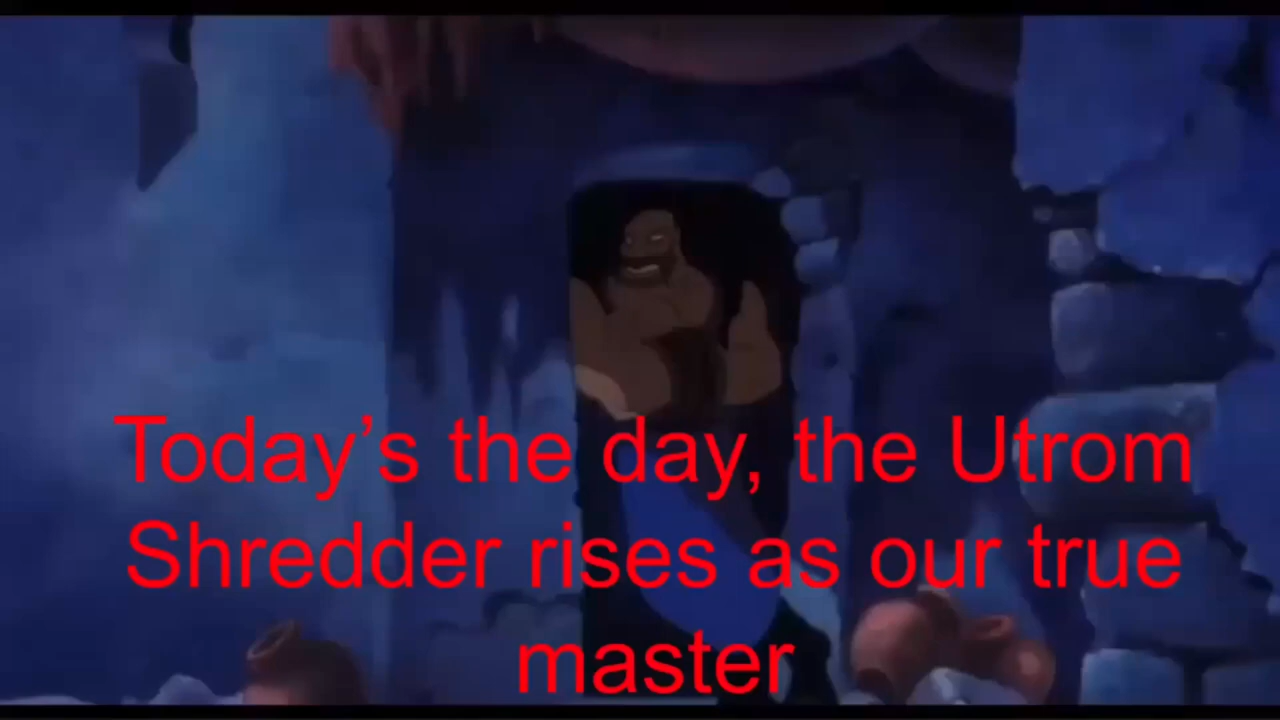 Today’s the day, the Utrom
Shredder rises as our true
master